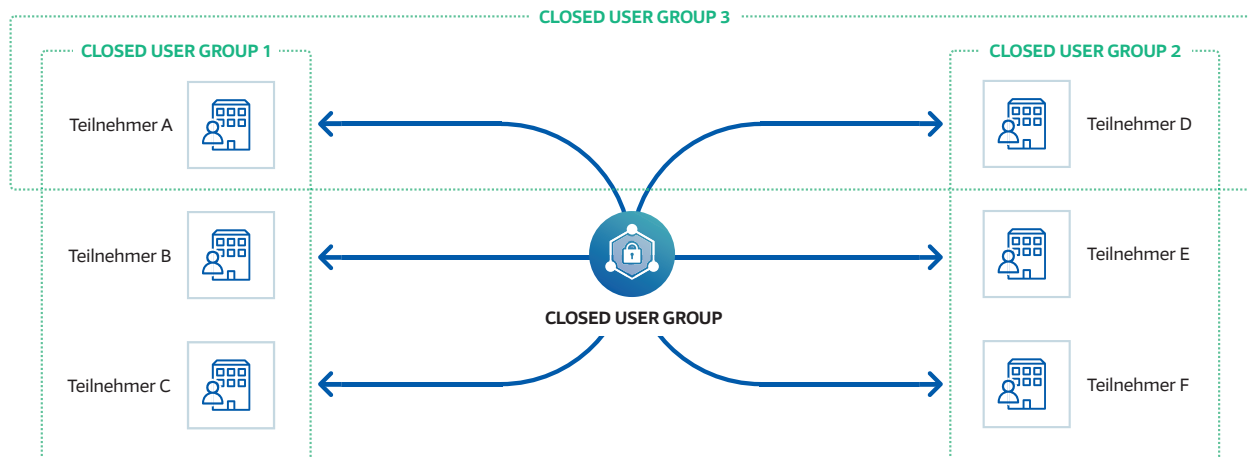 CLOSED USER GROUP 3
CLOSED USER GROUP 1
CLOSED USER GROUP 2
Teilnehmer A
Teilnehmer D
Teilnehmer B
Teilnehmer E
CLOSED USER GROUP
Teilnehmer C
Teilnehmer F